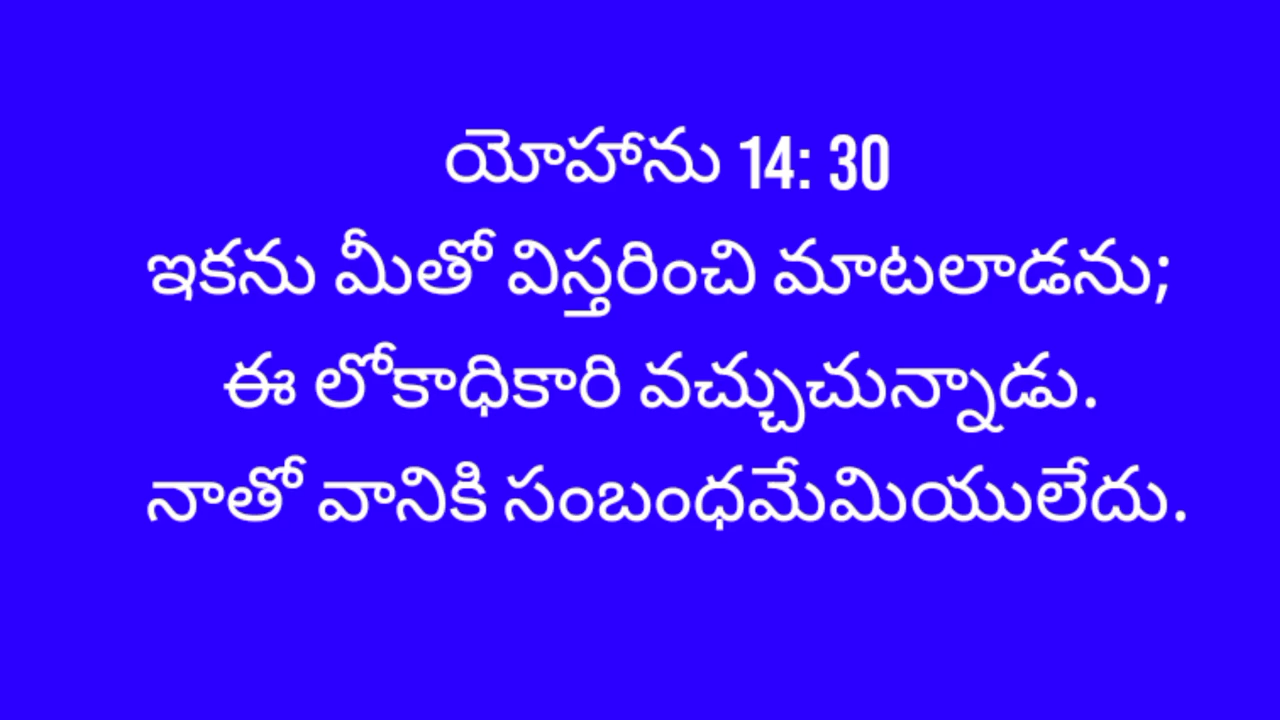 యోహాను 14: 30
ఇకను మీతో విస్తరించి మాటలాడను;
ఈ లోకాధికారి వచ్చుచున్నాడు.
నాతో వానికి సంబంధమేమియులేదు.